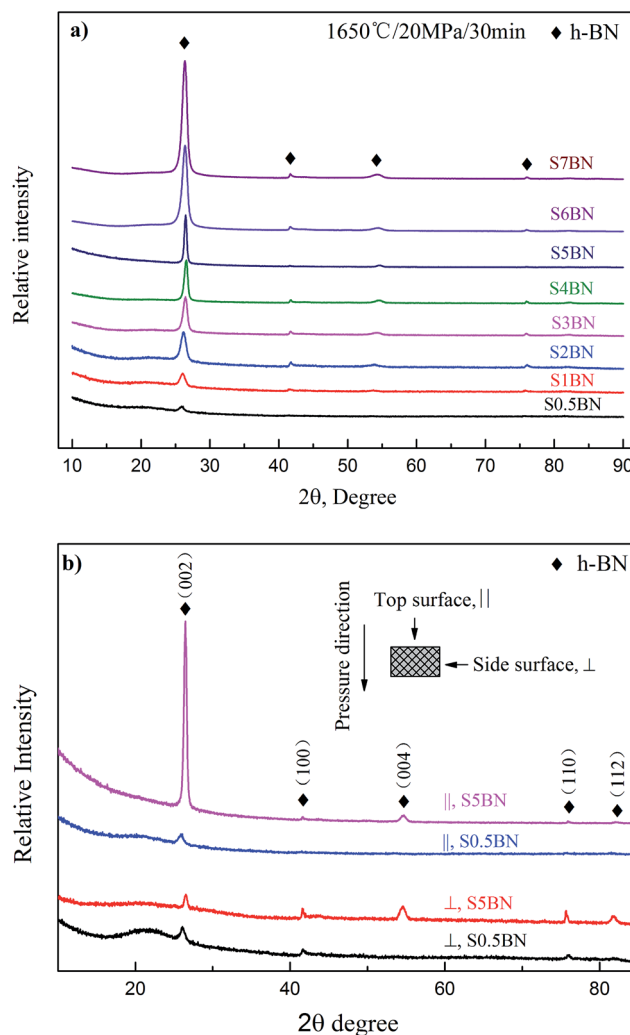 a)
1650℃/20MPa/30min ◆ h-BN
Relative intensity
S7BN
S6BN
S5BN
S4BN
S3BN
S2BN
S1BN
S0.5BN
10 20 30 40 50 60 70 80 90
2θ, Degree
b)
◆ h-BN
(002)
Pressure direction
Top surface, ||
Side surface, ⊥
(100)
(004)
(110)
(112)
Relative Intensity
||, S5BN
||, S0.5BN
⊥, S5BN
⊥, S0.5BN
20 40 60 80
2θ degree